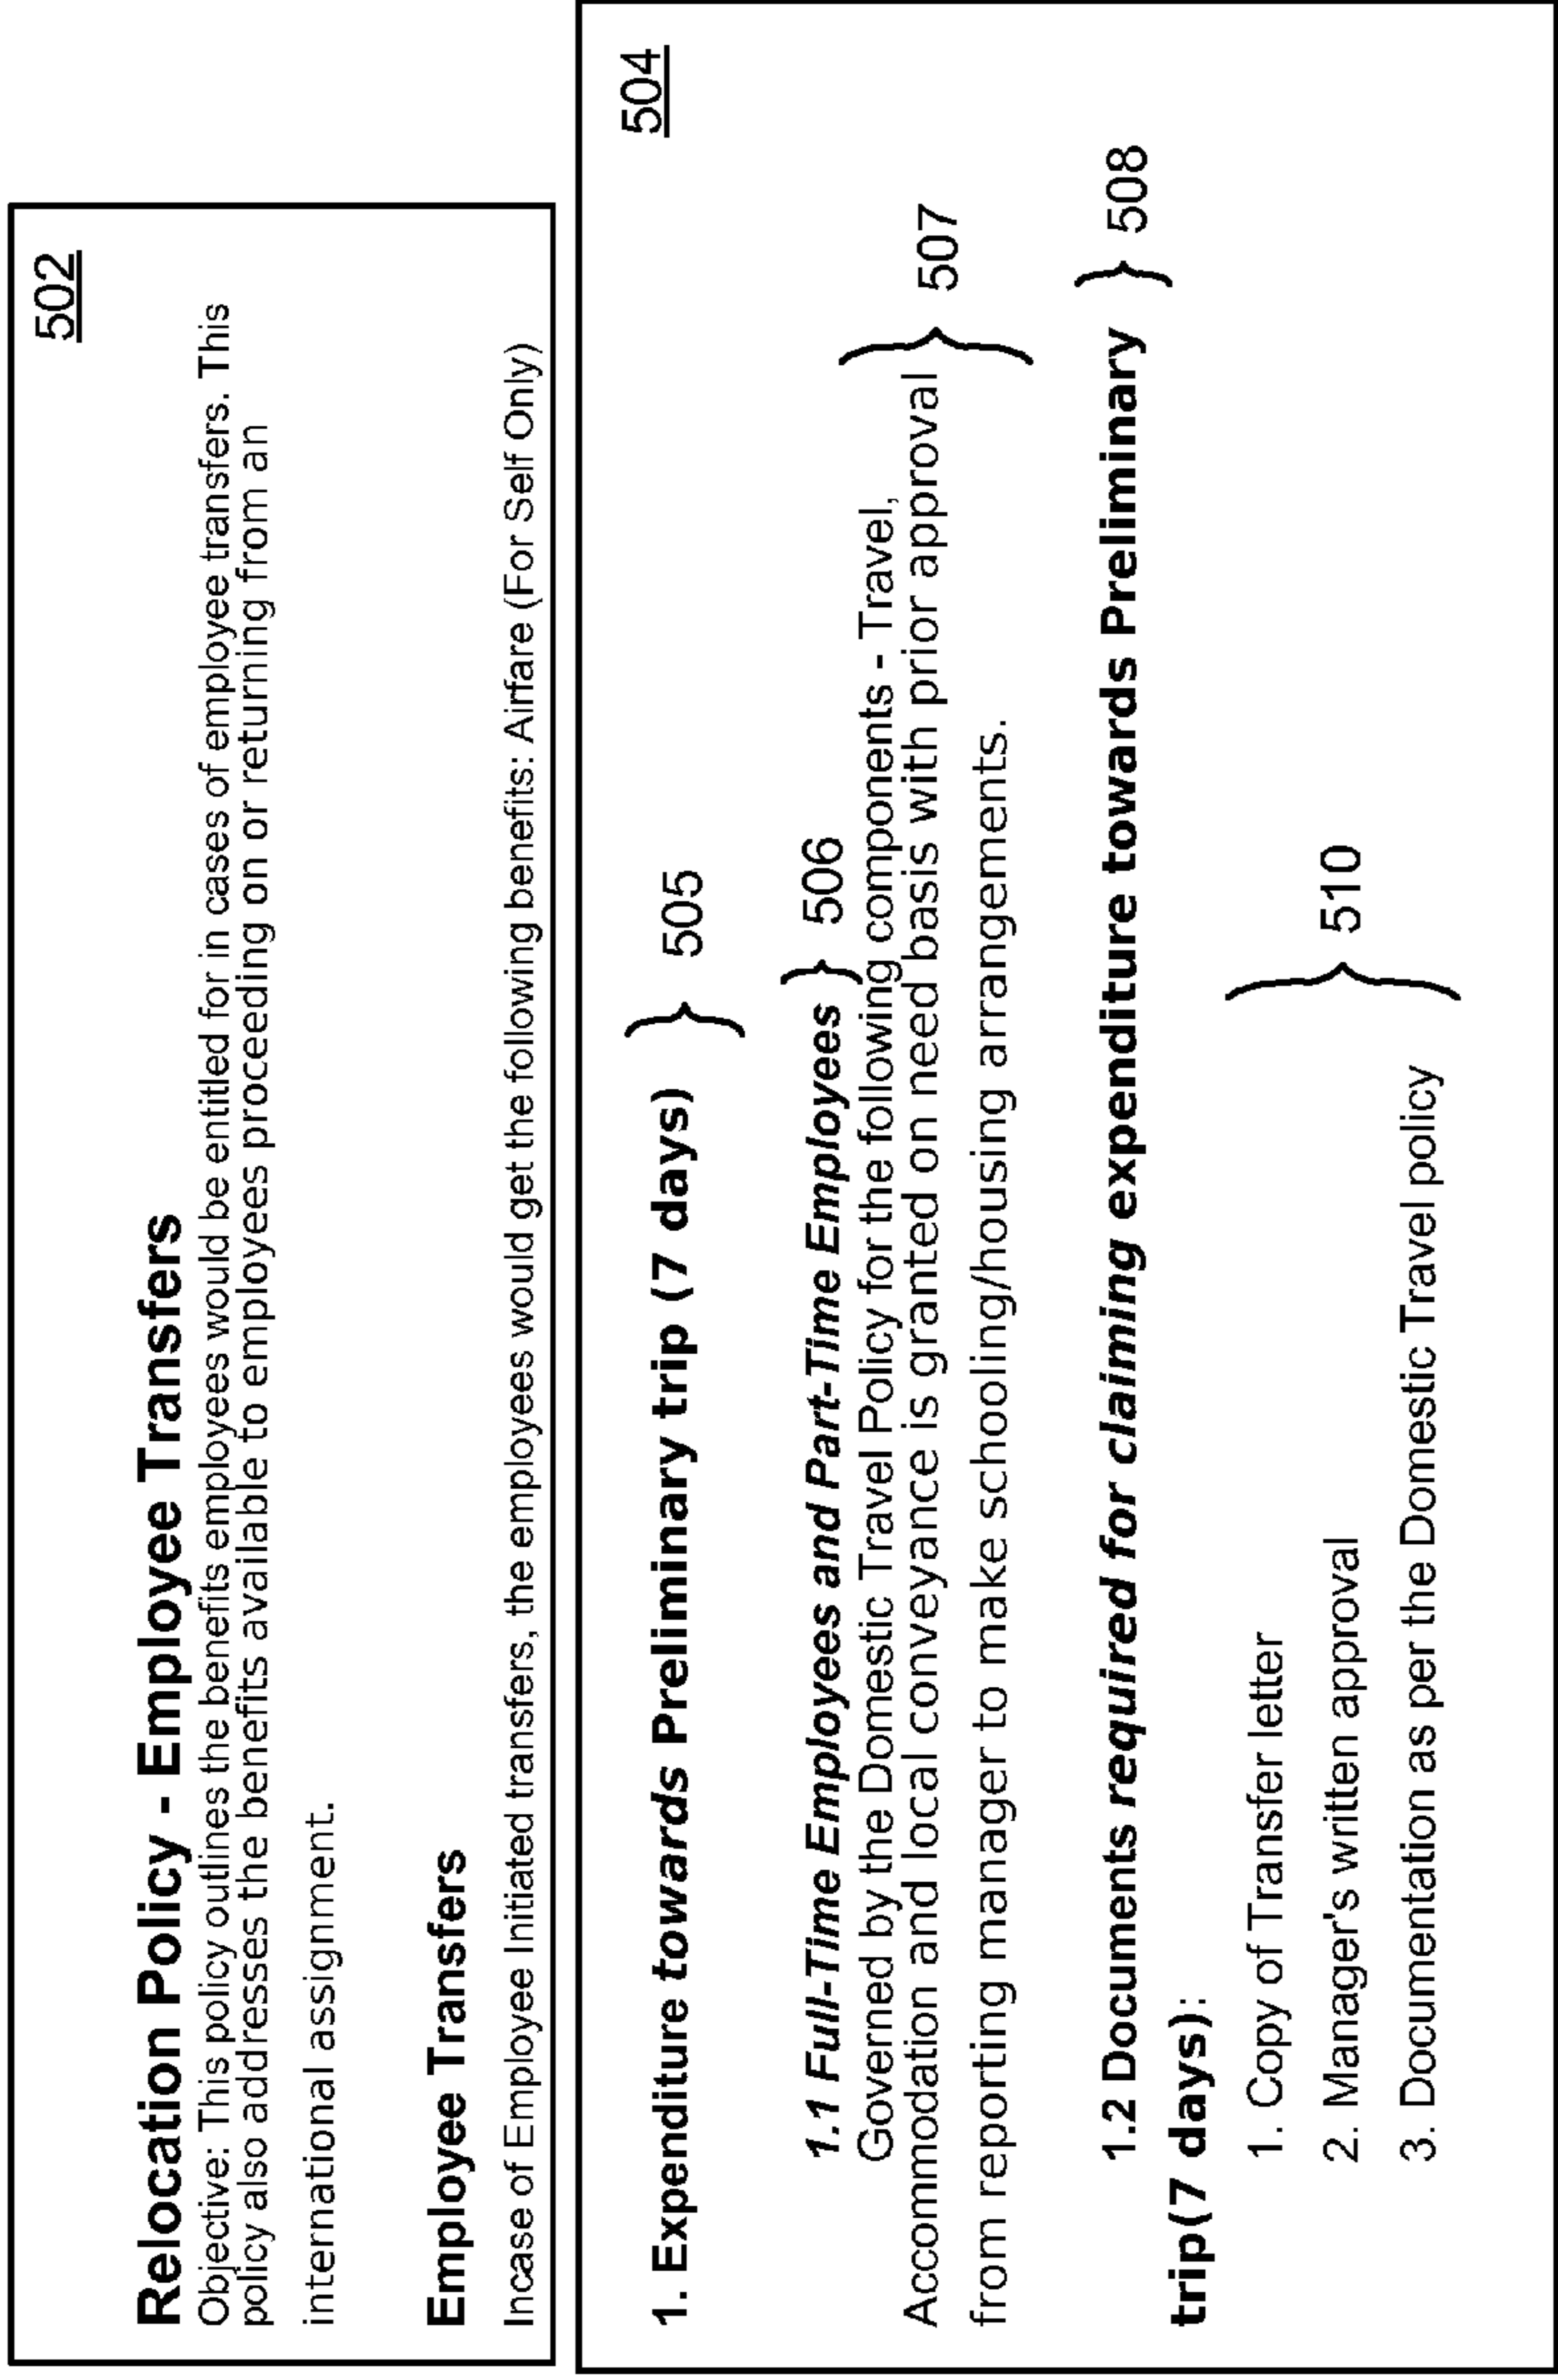 502
Relocation Policy - Employee Transfers
Objective: This policy outlines the benefits employees would be entitled for in cases of employee transfers. This
policy also addresses the benefits available to employees proceeding on or returning from an
international assignment.
Employee Transfers
Incase of Employee Initiated transfers, the employees would get the following benefits: Airfare (For Self Only)
504
1. Expenditure towards Preliminary trip (7 days) } 505
1.1 Full-Time Employees and Part-Time Employees } 506
Governed by the Domestic Travel Policy for the following components - Travel,
Accommodation and local conveyance is granted on need basis with prior approval } 507
from reporting manager to make schooling/housing arrangements.
1.2 Documents required for claiming expenditure towards Preliminary } 508
trip(7 days):
1. Copy of Transfer letter
2. Manager's written approval } 510
3. Documentation as per the Domestic Travel policy